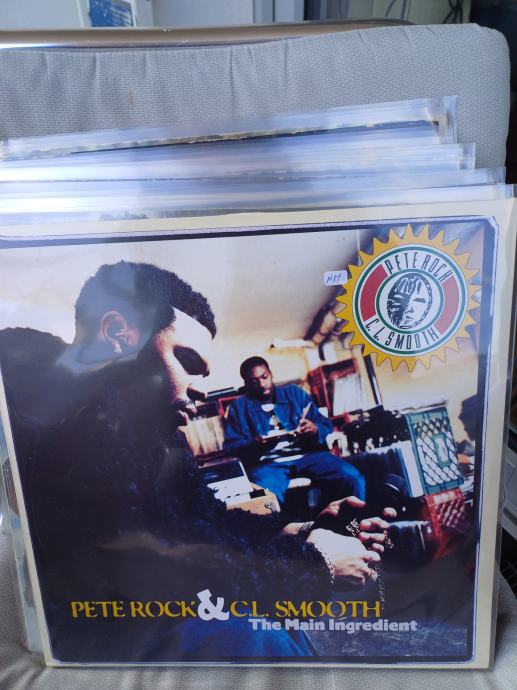 PETE ROCK
C.L. SMOOTH
PETE ROCK & C.L. SMOOTH
The Main Ingredient